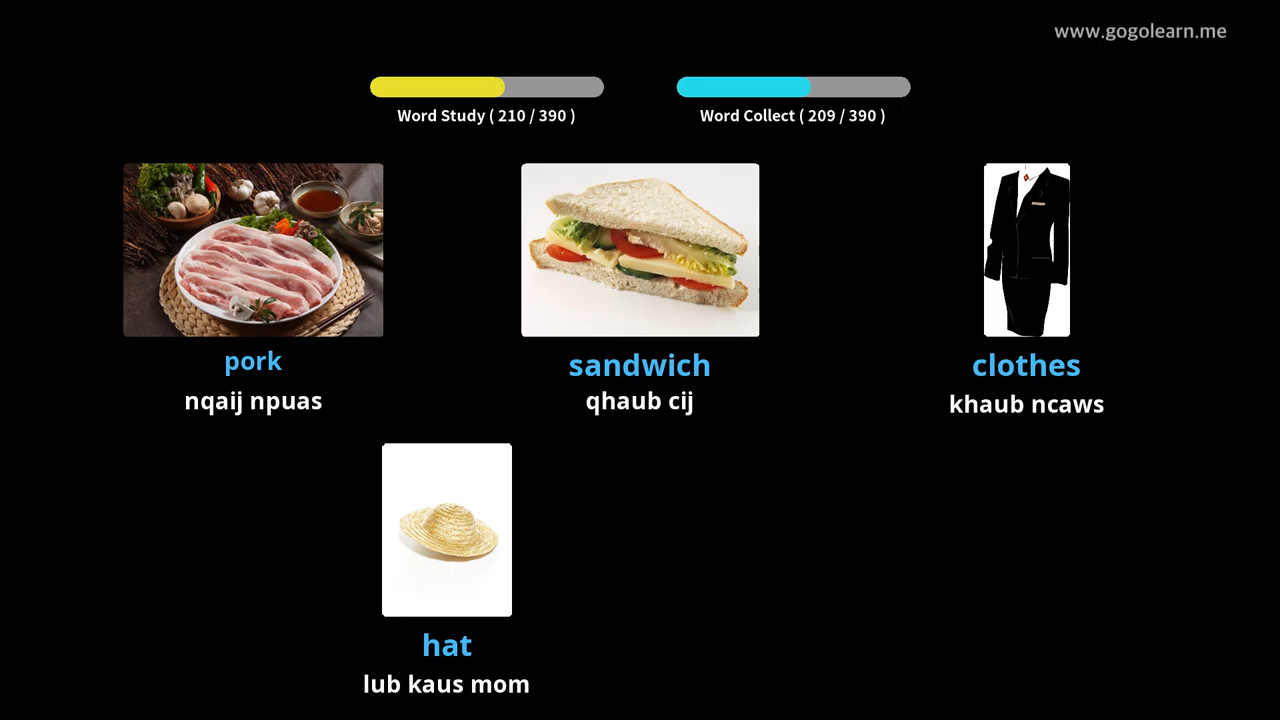 www.gogolearn.me
Word Study ( 210 / 390 )
Word Collect ( 209 / 390 )
pork
nqaij npuas
sandwich
qhaub cij
clothes
khaub ncaws
hat
lub kaus mom